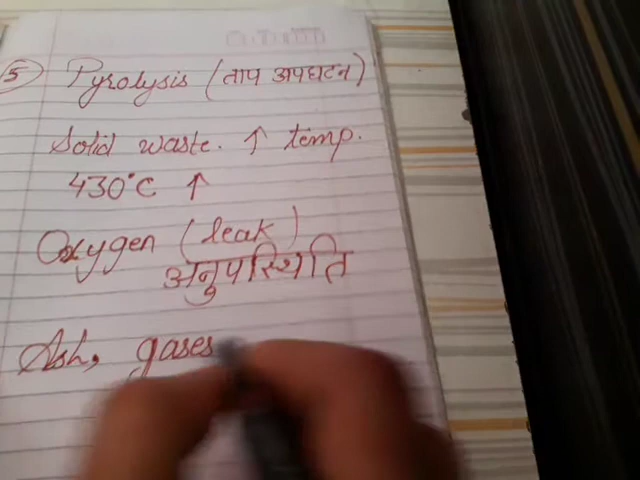 5 Pyrolysis (ताप अपघटन)
Solid waste. ↑ temp.
430°C ↑
Oxygen (leak)
अनुपस्थिति
Ash, gases